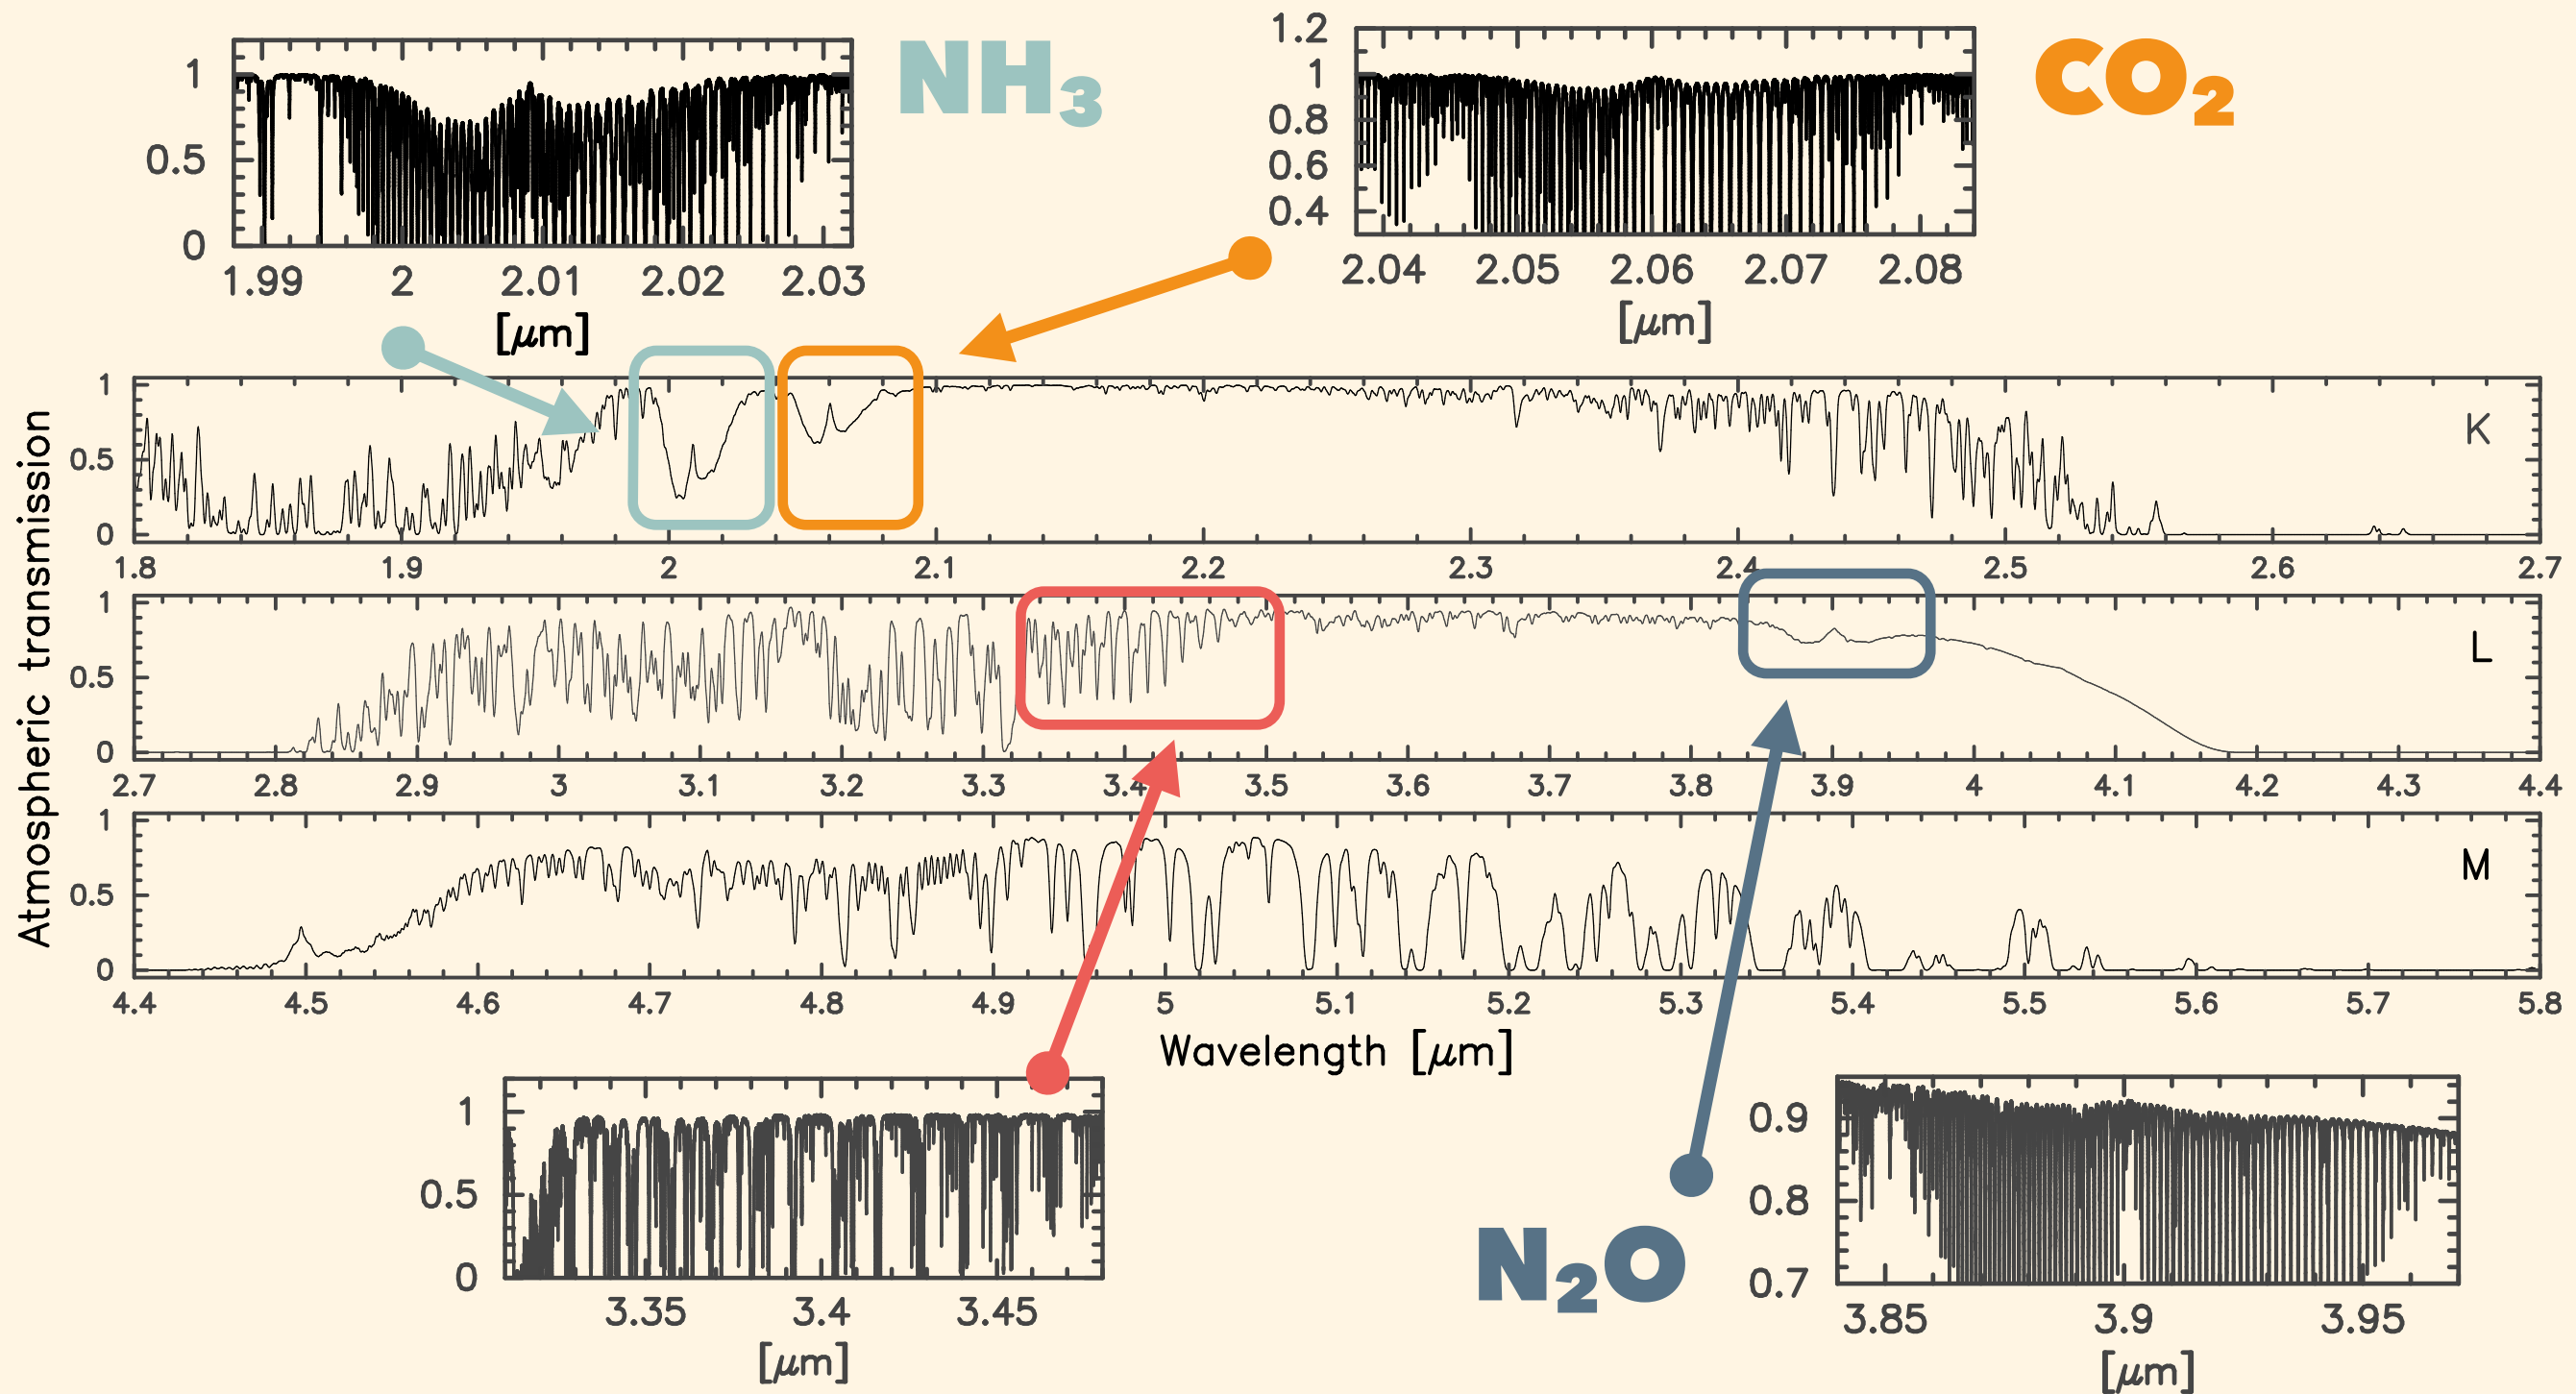 NH₃
CO₂
1
0.5
0
1.99 2 2.01 2.02 2.03
[μm]
1.2
1
0.8
0.6
0.4
2.04 2.05 2.06 2.07 2.08
[μm]
Atmospheric transmission
1
0.5
0
K
1.8 1.9 2 2.1 2.2 2.3 2.4 2.5 2.6 2.7
1
0.5
0
L
2.7 2.8 2.9 3 3.1 3.2 3.3 3.4 3.5 3.6 3.7 3.8 3.9 4 4.1 4.2 4.3 4.4
1
0.5
0
M
4.4 4.5 4.6 4.7 4.8 4.9 5 5.1 5.2 5.3 5.4 5.5 5.6 5.7 5.8
Wavelength [μm]
1
0.5
0
3.35 3.4 3.45
[μm]
N₂O
0.9
0.8
0.7
3.85 3.9 3.95
[μm]